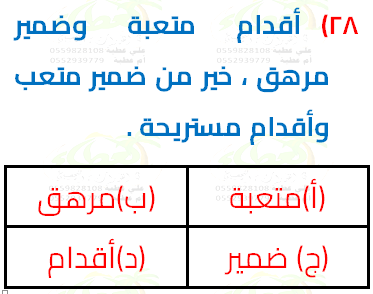 ٢٨) أقدام متعبة وضمير
مرهق ، خير من ضمير متعب
وأقدام مستريحة .
(أ)متعبة (ب)مرهق
(ج) ضمير (د)أقدام